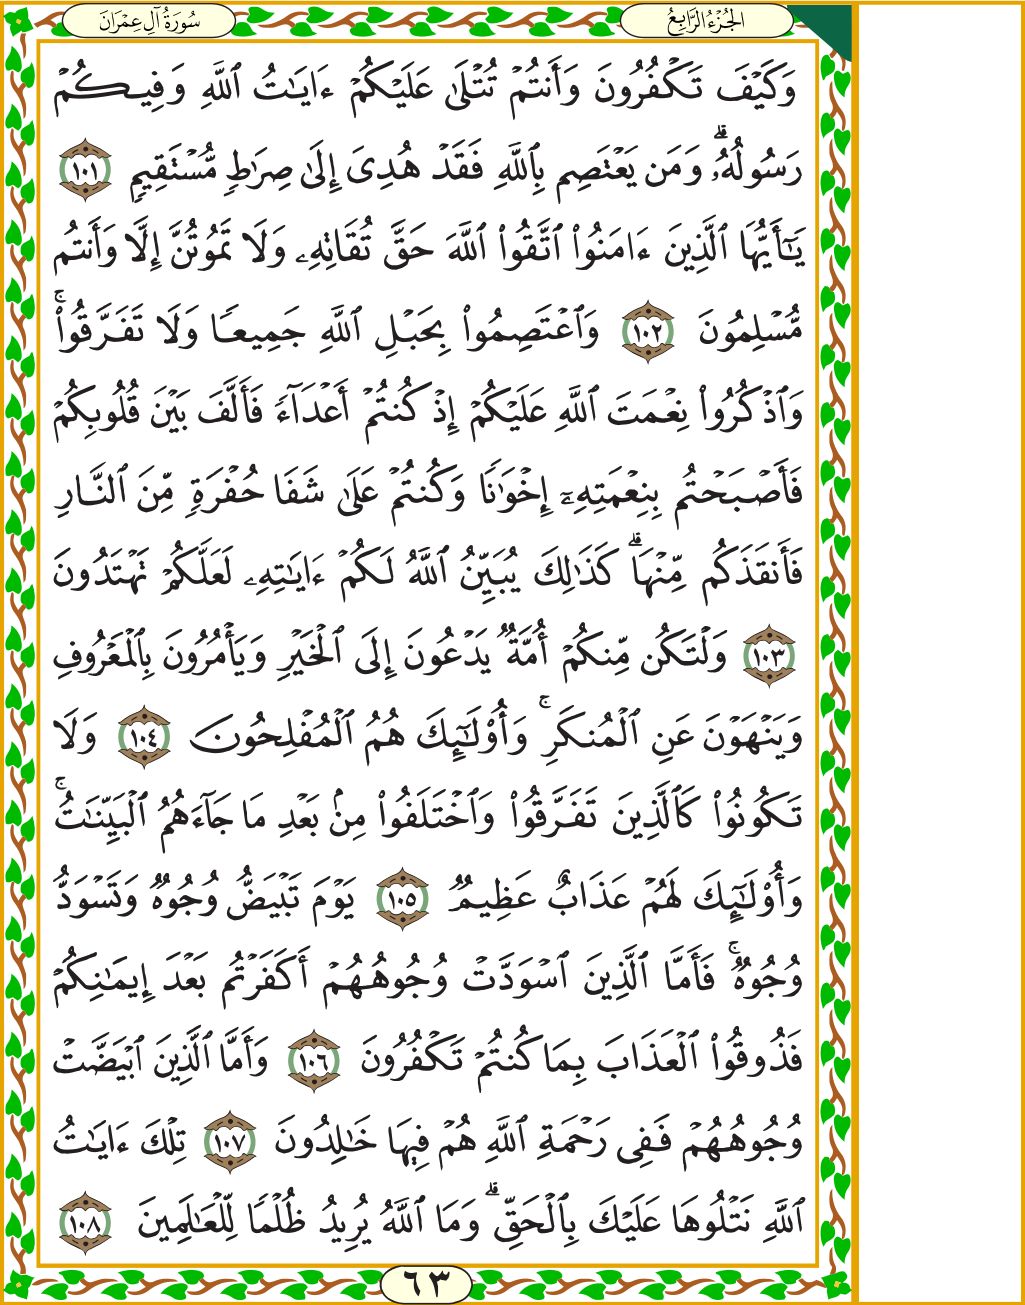 الجُزْءُ الرَّابِعُ
سُورَةُ آلِ عِمْرَانَ
وَكَيْفَ تَكْفُرُونَ وَأَنتُمْ تُتْلَىٰ عَلَيْكُمْ ءَايَـٰتُ ٱللَّهِ وَفِيكُمْ
رَسُولُهُۥۗ وَمَن يَعْتَصِم بِٱللَّهِ فَقَدْ هُدِىَ إِلَىٰ صِرَٰطٍ مُّسْتَقِيمٍ ١٠١
يَـٰٓأَيُّهَا ٱلَّذِينَ ءَامَنُوا۟ ٱتَّقُوا۟ ٱللَّهَ حَقَّ تُقَاتِهِۦ وَلَا تَمُوتُنَّ إِلَّا وَأَنتُم
مُّسْلِمُونَ ١٠٢ وَٱعْتَصِمُوا۟ بِحَبْلِ ٱللَّهِ جَمِيعًا وَلَا تَفَرَّقُوا۟ۚ
وَٱذْكُرُوا۟ نِعْمَتَ ٱللَّهِ عَلَيْكُمْ إِذْ كُنتُمْ أَعْدَآءً فَأَلَّفَ بَيْنَ قُلُوبِكُمْ
فَأَصْبَحْتُم بِنِعْمَتِهِۦٓ إِخْوَٰنًا وَكُنتُمْ عَلَىٰ شَفَا حُفْرَةٍ مِّنَ ٱلنَّارِ
فَأَنقَذَكُم مِّنْهَاۗ كَذَٰلِكَ يُبَيِّنُ ٱللَّهُ لَكُمْ ءَايَـٰتِهِۦ لَعَلَّكُمْ تَهْتَدُونَ
١٠٣ وَلْتَكُن مِّنكُمْ أُمَّةٌ يَدْعُونَ إِلَى ٱلْخَيْرِ وَيَأْمُرُونَ بِٱلْمَعْرُوفِ
وَيَنْهَوْنَ عَنِ ٱلْمُنكَرِۚ وَأُو۟لَـٰٓئِكَ هُمُ ٱلْمُفْلِحُونَ ١٠٤ وَلَا
تَكُونُوا۟ كَٱلَّذِينَ تَفَرَّقُوا۟ وَٱخْتَلَفُوا۟ مِنۢ بَعْدِ مَا جَآءَهُمُ ٱلْبَيِّنَـٰتُۚ
وَأُو۟لَـٰٓئِكَ لَهُمْ عَذَابٌ عَظِيمٌ ١٠٥ يَوْمَ تَبْيَضُّ وُجُوهٌ وَتَسْوَدُّ
وُجُوهٌۚ فَأَمَّا ٱلَّذِينَ ٱسْوَدَّتْ وُجُوهُهُمْ أَكَفَرْتُم بَعْدَ إِيمَـٰنِكُمْ
فَذُوقُوا۟ ٱلْعَذَابَ بِمَا كُنتُمْ تَكْفُرُونَ ١٠٦ وَأَمَّا ٱلَّذِينَ ٱبْيَضَّتْ
وُجُوهُهُمْ فَفِى رَحْمَةِ ٱللَّهِ هُمْ فِيهَا خَـٰلِدُونَ ١٠٧ تِلْكَ ءَايَـٰتُ
ٱللَّهِ نَتْلُوهَا عَلَيْكَ بِٱلْحَقِّۗ وَمَا ٱللَّهُ يُرِيدُ ظُلْمًا لِّلْعَـٰلَمِينَ ١٠٨
٦٣